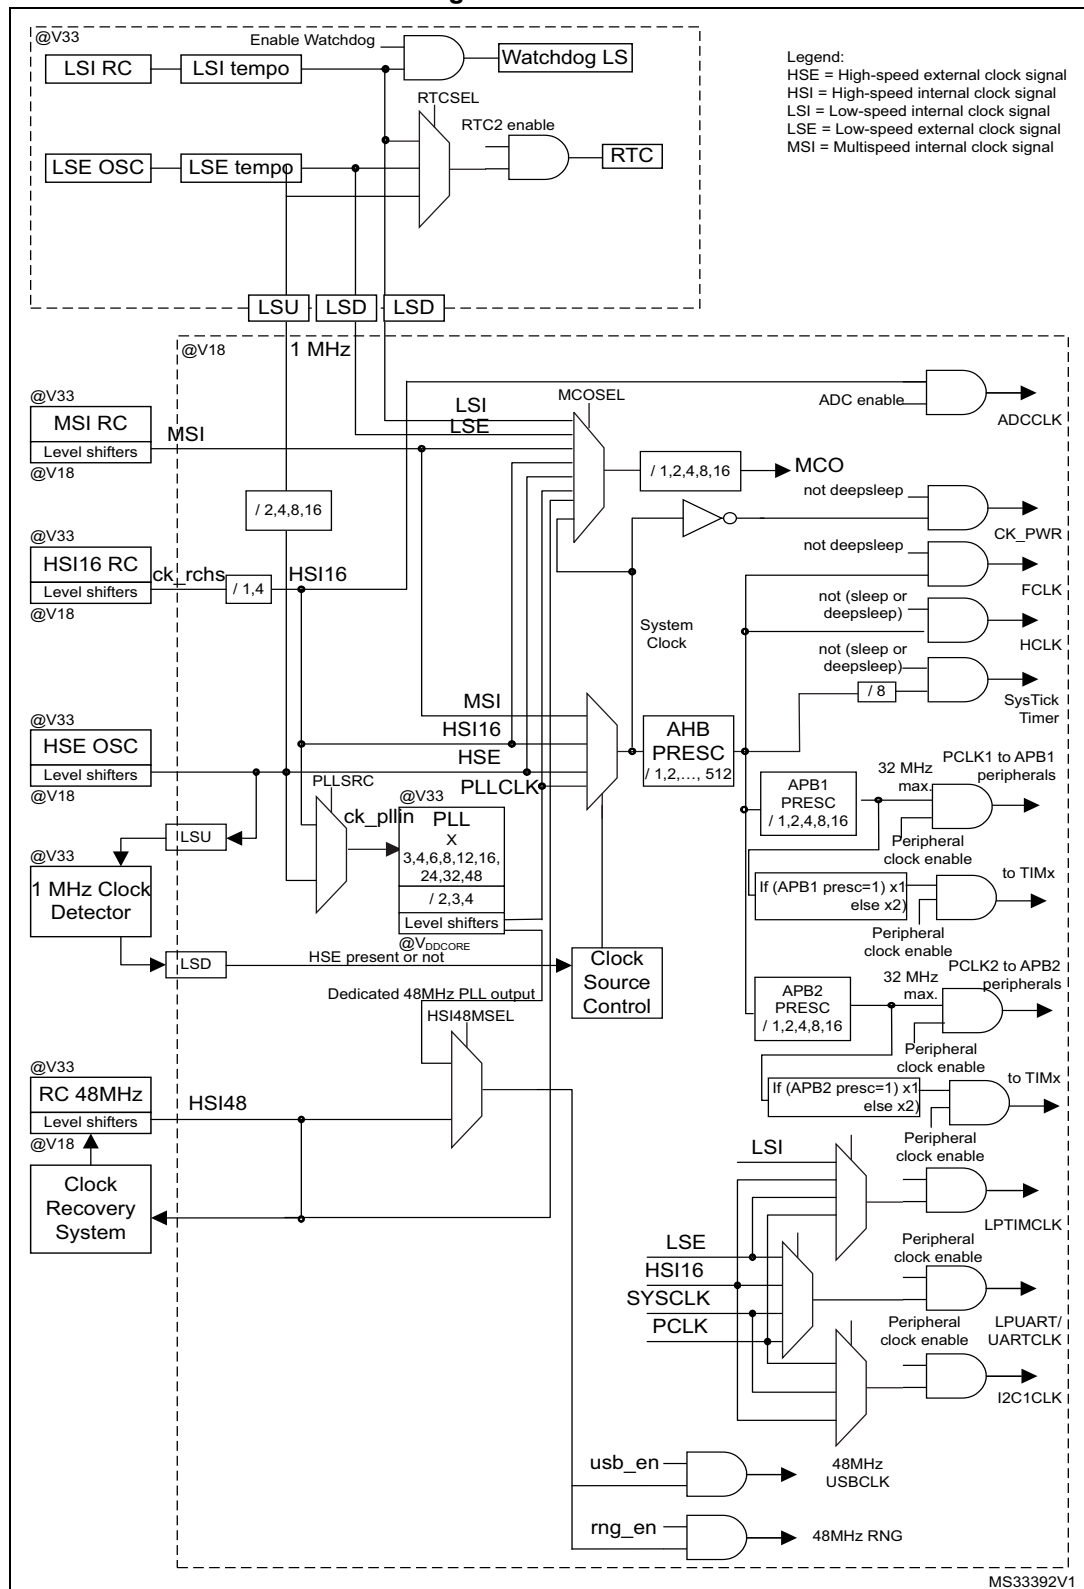 @V33
Enable Watchdog
LSI RC
LSI tempo
Watchdog LS
Legend:
HSE = High-speed external clock signal
HSI = High-speed internal clock signal
LSI = Low-speed internal clock signal
LSE = Low-speed external clock signal
MSI = Multispeed internal clock signal
RTCSEL
RTC2 enable
LSE OSC
LSE tempo
RTC
LSU
LSD
LSD
@V18
1 MHz
@V33
MSI RC
Level shifters
@V18
MSI
LSI
LSE
MCOSEL
ADC enable
ADCCLK
/ 1,2,4,8,16
MCO
/ 2,4,8,16
not deepsleep
CK_PWR
@V33
HSI16 RC
Level shifters
@V18
ck_rchs
/ 1,4
HSI16
not deepsleep
FCLK
not (sleep or
deepsleep)
HCLK
System
Clock
not (sleep or
deepsleep)
/ 8
SysTick
Timer
MSI
HSI16
HSE
PLLCLK
@V33
HSE OSC
Level shifters
@V18
AHB
PRESC
/ 1,2,…, 512
PLLSRC
ck_pllin
@V33
PLL
X
3,4,6,8,12,16,
24,32,48
/ 2,3,4
Level shifters
@VDDCORE
APB1
PRESC
/ 1,2,4,8,16
32 MHz
max.
PCLK1 to APB1
peripherals
Peripheral
clock enable
LSU
@V33
1 MHz Clock
Detector
LSD
HSE present or not
If (APB1 presc=1) x1
else x2)
to TIMx
Peripheral
clock enable
Clock
Source
Control
Dedicated 48MHz PLL output
HSI48MSEL
APB2
PRESC
/ 1,2,4,8,16
32 MHz
max.
PCLK2 to APB2
peripherals
Peripheral
clock enable
@V33
RC 48MHz
Level shifters
@V18
HSI48
If (APB2 presc=1) x1
else x2)
to TIMx
Peripheral
clock enable
Clock
Recovery
System
LSI
LPTIMCLK
LSE
HSI16
SYSCLK
PCLK
Peripheral
clock enable
LPUART/
UARTCLK
Peripheral
clock enable
I2C1CLK
usb_en
48MHz
USBCLK
rng_en
48MHz RNG
MS33392V1